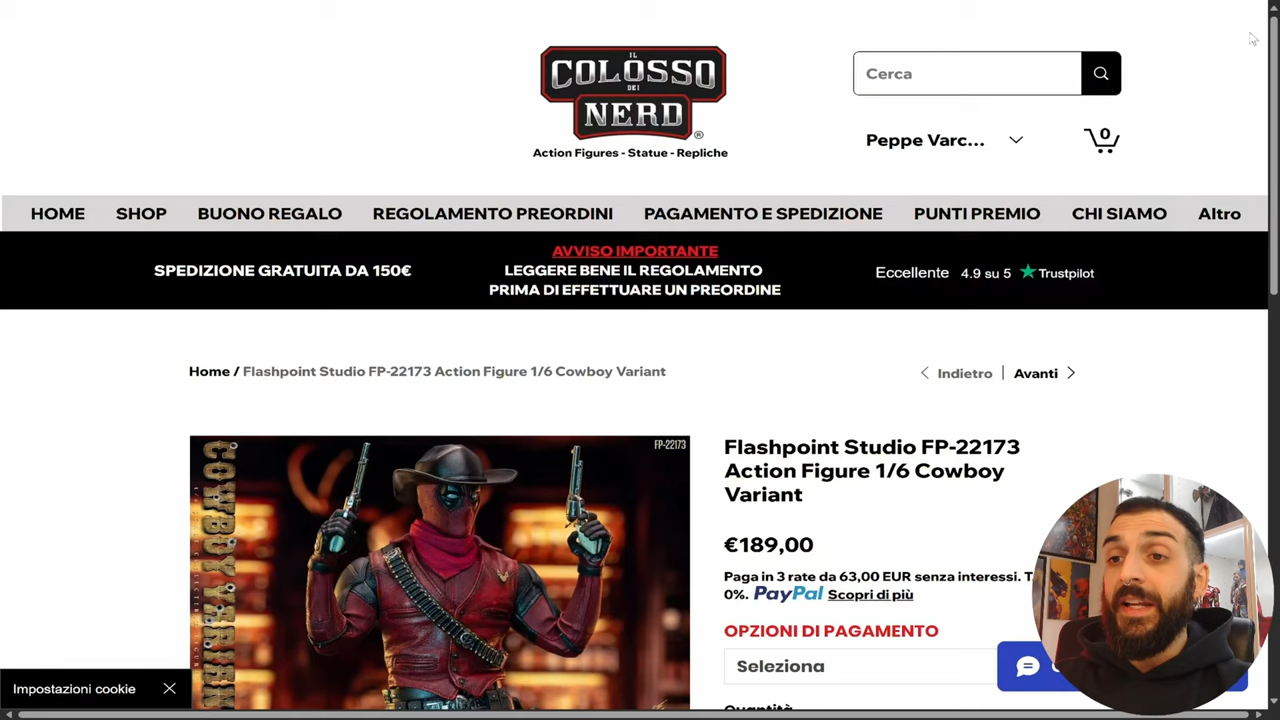 IL
COLOSSO
DEI
NERD
®
Action Figures - Statue - Repliche
Cerca
Peppe Varc...
0
HOME
SHOP
BUONO REGALO
REGOLAMENTO PREORDINI
PAGAMENTO E SPEDIZIONE
PUNTI PREMIO
CHI SIAMO
Altro
SPEDIZIONE GRATUITA DA 150€
AVVISO IMPORTANTE
LEGGERE BENE IL REGOLAMENTO
PRIMA DI EFFETTUARE UN PREORDINE
Eccellente 4.9 su 5 Trustpilot
Home / Flashpoint Studio FP-22173 Action Figure 1/6 Cowboy Variant
Indietro | Avanti
FP-22173
COWBOY VARIANT
Flashpoint Studio FP-22173
Action Figure 1/6 Cowboy
Variant
€189,00
Paga in 3 rate da 63,00 EUR senza interessi. T
0%. PayPal Scopri di più
OPZIONI DI PAGAMENTO
Seleziona
Quantità
Impostazioni cookie